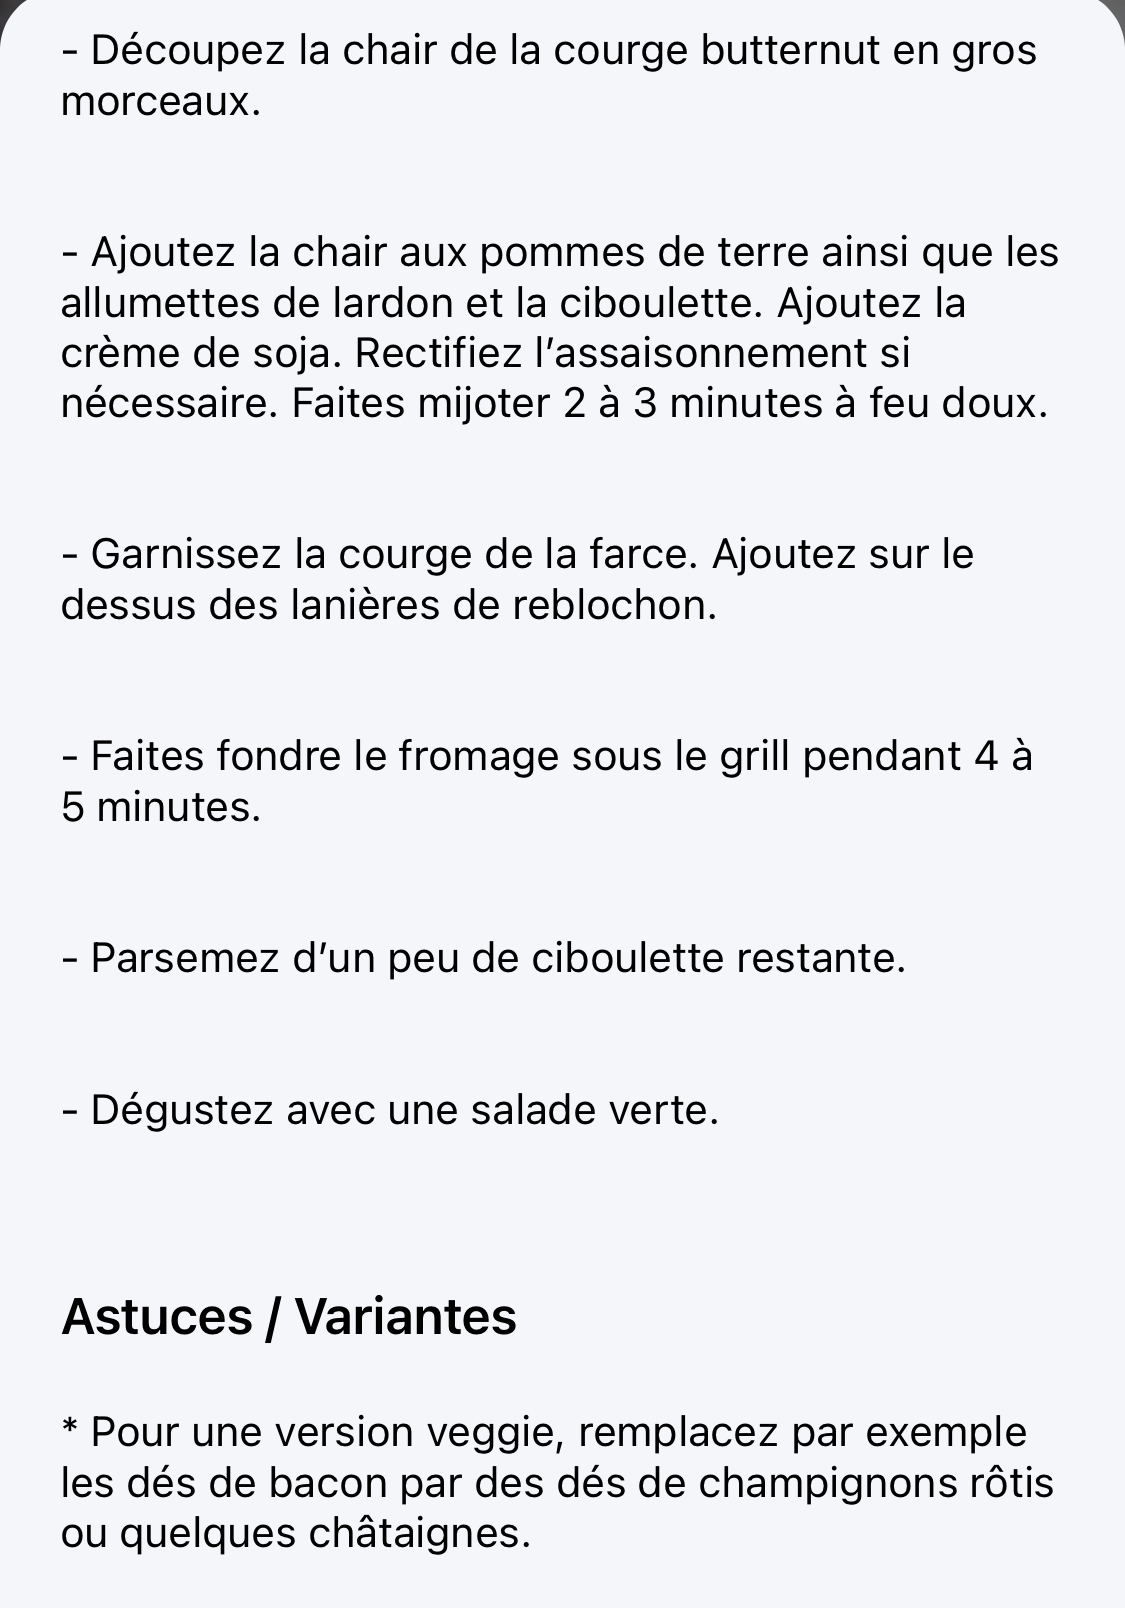 - Découpez la chair de la courge butternut en gros
morceaux.
- Ajoutez la chair aux pommes de terre ainsi que les
allumettes de lardon et la ciboulette. Ajoutez la
crème de soja. Rectifiez l’assaisonnement si
nécessaire. Faites mijoter 2 à 3 minutes à feu doux.
- Garnissez la courge de la farce. Ajoutez sur le
dessus des lanières de reblochon.
- Faites fondre le fromage sous le grill pendant 4 à
5 minutes.
- Parsemez d’un peu de ciboulette restante.
- Dégustez avec une salade verte.
Astuces / Variantes
* Pour une version veggie, remplacez par exemple
les dés de bacon par des dés de champignons rôtis
ou quelques châtaignes.